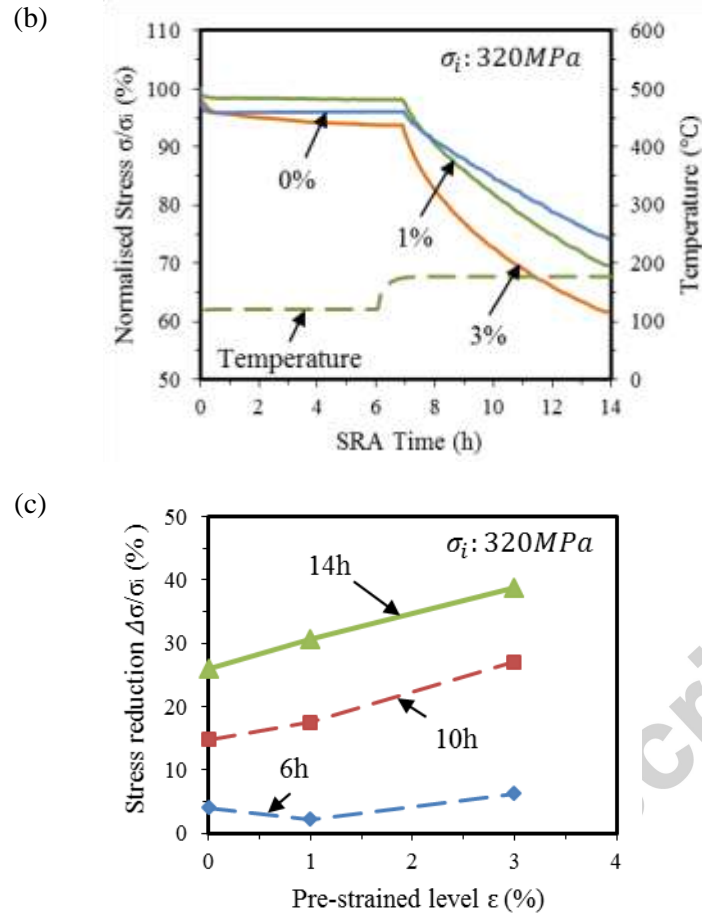 (b)
110
100
90
80
70
60
50
600
500
400
300
200
100
0
σi: 320MPa
0%
1%
3%
Temperature
Normalised Stress σ/σi (%)
Temperature (°C)
0 2 4 6 8 10 12 14
SRA Time (h)
(c)
50
40
30
20
10
0
σi: 320MPa
14h
10h
6h
Stress reduction Δσ/σi (%)
0 1 2 3 4
Pre-strained level ε (%)